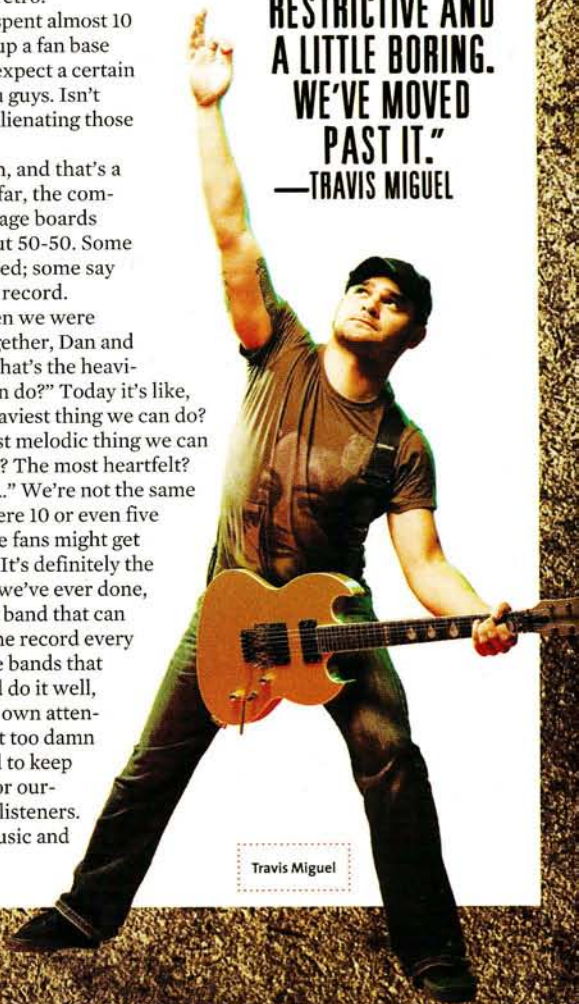 etro.
spent almost 10
up a fan base
expect a certain
guys. Isn't
lienating those
n, and that's a
far, the com-
age boards
ut 50-50. Some
ed; some say
record.
en we were
gether, Dan and
hat's the heavi-
n do?” Today it's like,
aviest thing we can do?
st melodic thing we can
? The most heartfelt?
..” We're not the same
ere 10 or even five
e fans might get
It's definitely the
we've ever done,
band that can
ne record every
e bands that
d do it well,
own atten-
t too damn
d to keep
or our-
listeners.
usic and
RESTRICTIVE AND
A LITTLE BORING.
WE'VE MOVED
PAST IT.”
—TRAVIS MIGUEL
Travis Miguel